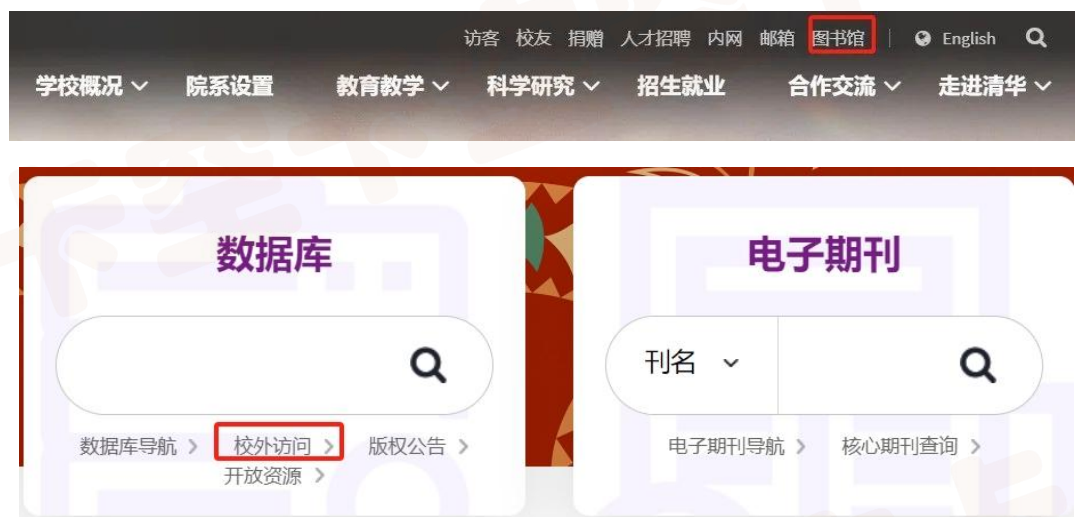 访客 校友 捐赠 人才招聘 内网 邮箱 图书馆 | English
学校概况 院系设置 教育教学 科学研究 招生就业 合作交流 走进清华
数据库
数据库导航 校外访问 版权公告
开放资源
电子期刊
刊名
电子期刊导航 核心期刊查询